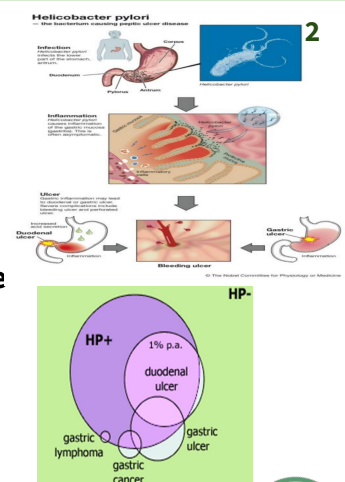 Helicobacter pylori
— the bacterium causing peptic ulcer disease
2
Infection
Helicobacter pylori
infects the lower
part of the stomach,
antrum.
Corpus
Duodenum
Pylorus
Antrum
Helicobacter pylori
Inflammation
Helicobacter pylori
causes inflammation
of the gastric mucosa
(gastritis). This is
often asymptomatic.
Gastric mucosa
Helicobacter
pylori
Inflammatory
cells
Ulcer
Gastric inflammation may lead
to duodenal or gastric ulcer.
Severe complications include
bleeding ulcer and perforated
ulcer.
Increased
acid secretion
Duodenal
ulcer
Inflammation
Bleeding ulcer
Gastric
ulcer
Inflammation
© The Nobel Committee for Physiology or Medicine
e
HP-
HP+
1% p.a.
duodenal
ulcer
gastric
lymphoma
gastric
ulcer
gastric
cancer